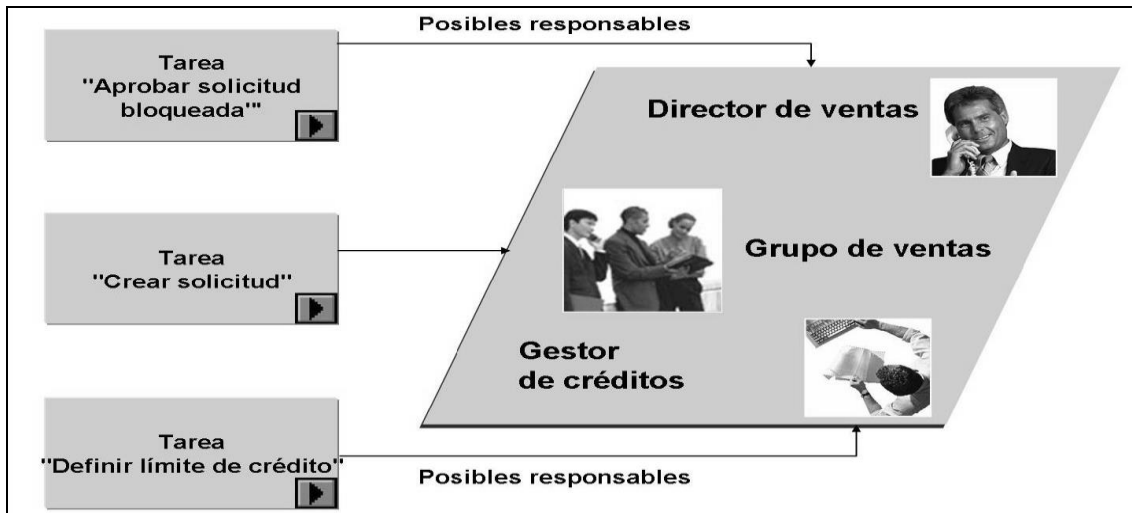 Posibles responsables
Tarea
"Aprobar solicitud
bloqueada'"
Director de ventas
Tarea
"Crear solicitud"
Grupo de ventas
Gestor
de créditos
Tarea
"Definir límite de crédito"
Posibles responsables